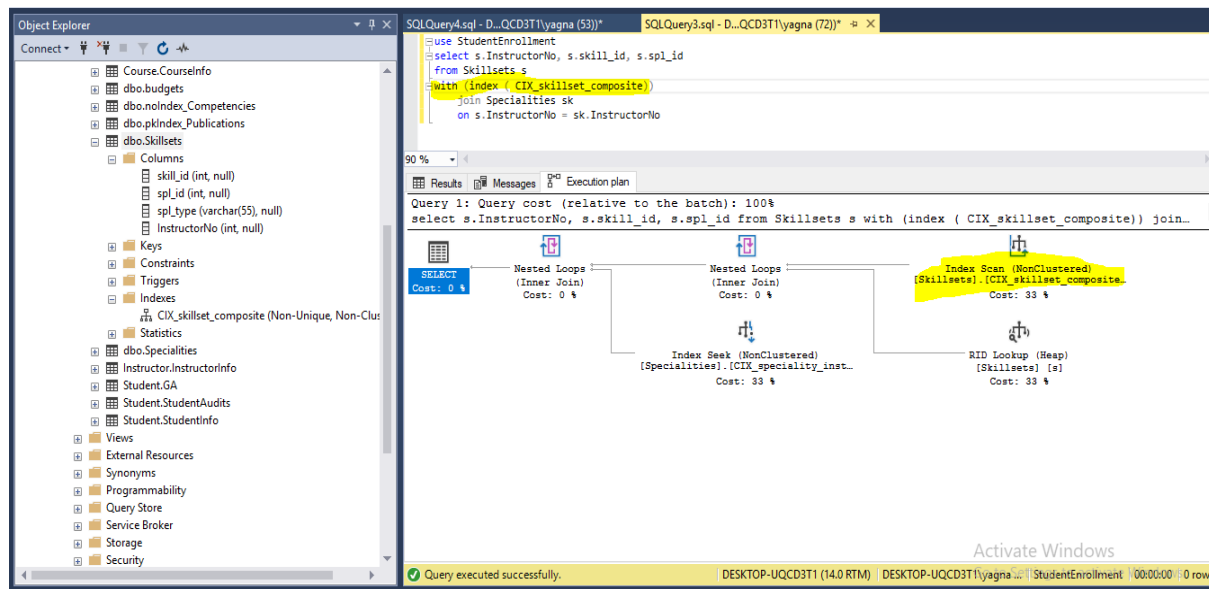 Object Explorer
Connect
Course.CourseInfo
dbo.budgets
dbo.noIndex_Competencies
dbo.pkIndex_Publications
dbo.Skillsets
Columns
skill_id (int, null)
spl_id (int, null)
spl_type (varchar(55), null)
InstructorNo (int, null)
Keys
Constraints
Triggers
Indexes
CIX_skillset_composite (Non-Unique, Non-Clus
Statistics
dbo.Specialities
Instructor.InstructorInfo
Student.GA
Student.StudentAudits
Student.StudentInfo
Views
External Resources
Synonyms
Programmability
Query Store
Service Broker
Storage
Security
SQLQuery4.sql - D...QCD3T1\yagna (53))*
SQLQuery3.sql - D...QCD3T1\yagna (72))*
use StudentEnrollment
select s.InstructorNo, s.skill_id, s.spl_id
from Skillsets s
with (index ( CIX_skillset_composite))
join Specialities sk
on s.InstructorNo = sk.InstructorNo
90 %
Results Messages Execution plan
Query 1: Query cost (relative to the batch): 100%
select s.InstructorNo, s.skill_id, s.spl_id from Skillsets s with (index ( CIX_skillset_composite)) join...
SELECT
Cost: 0 %
Nested Loops
(Inner Join)
Cost: 0 %
Nested Loops
(Inner Join)
Cost: 0 %
Index Scan (NonClustered)
[Skillsets].[CIX_skillset_composite...
Cost: 33 %
Index Seek (NonClustered)
[Specialities].[CIX_speciality_inst...
Cost: 33 %
RID Lookup (Heap)
[Skillsets] [s]
Cost: 33 %
Activate Windows
Query executed successfully.
DESKTOP-UQCD3T1 (14.0 RTM)
DESKTOP-UQCD3T1\yagna ...
StudentEnrollment
00:00:00
0 row